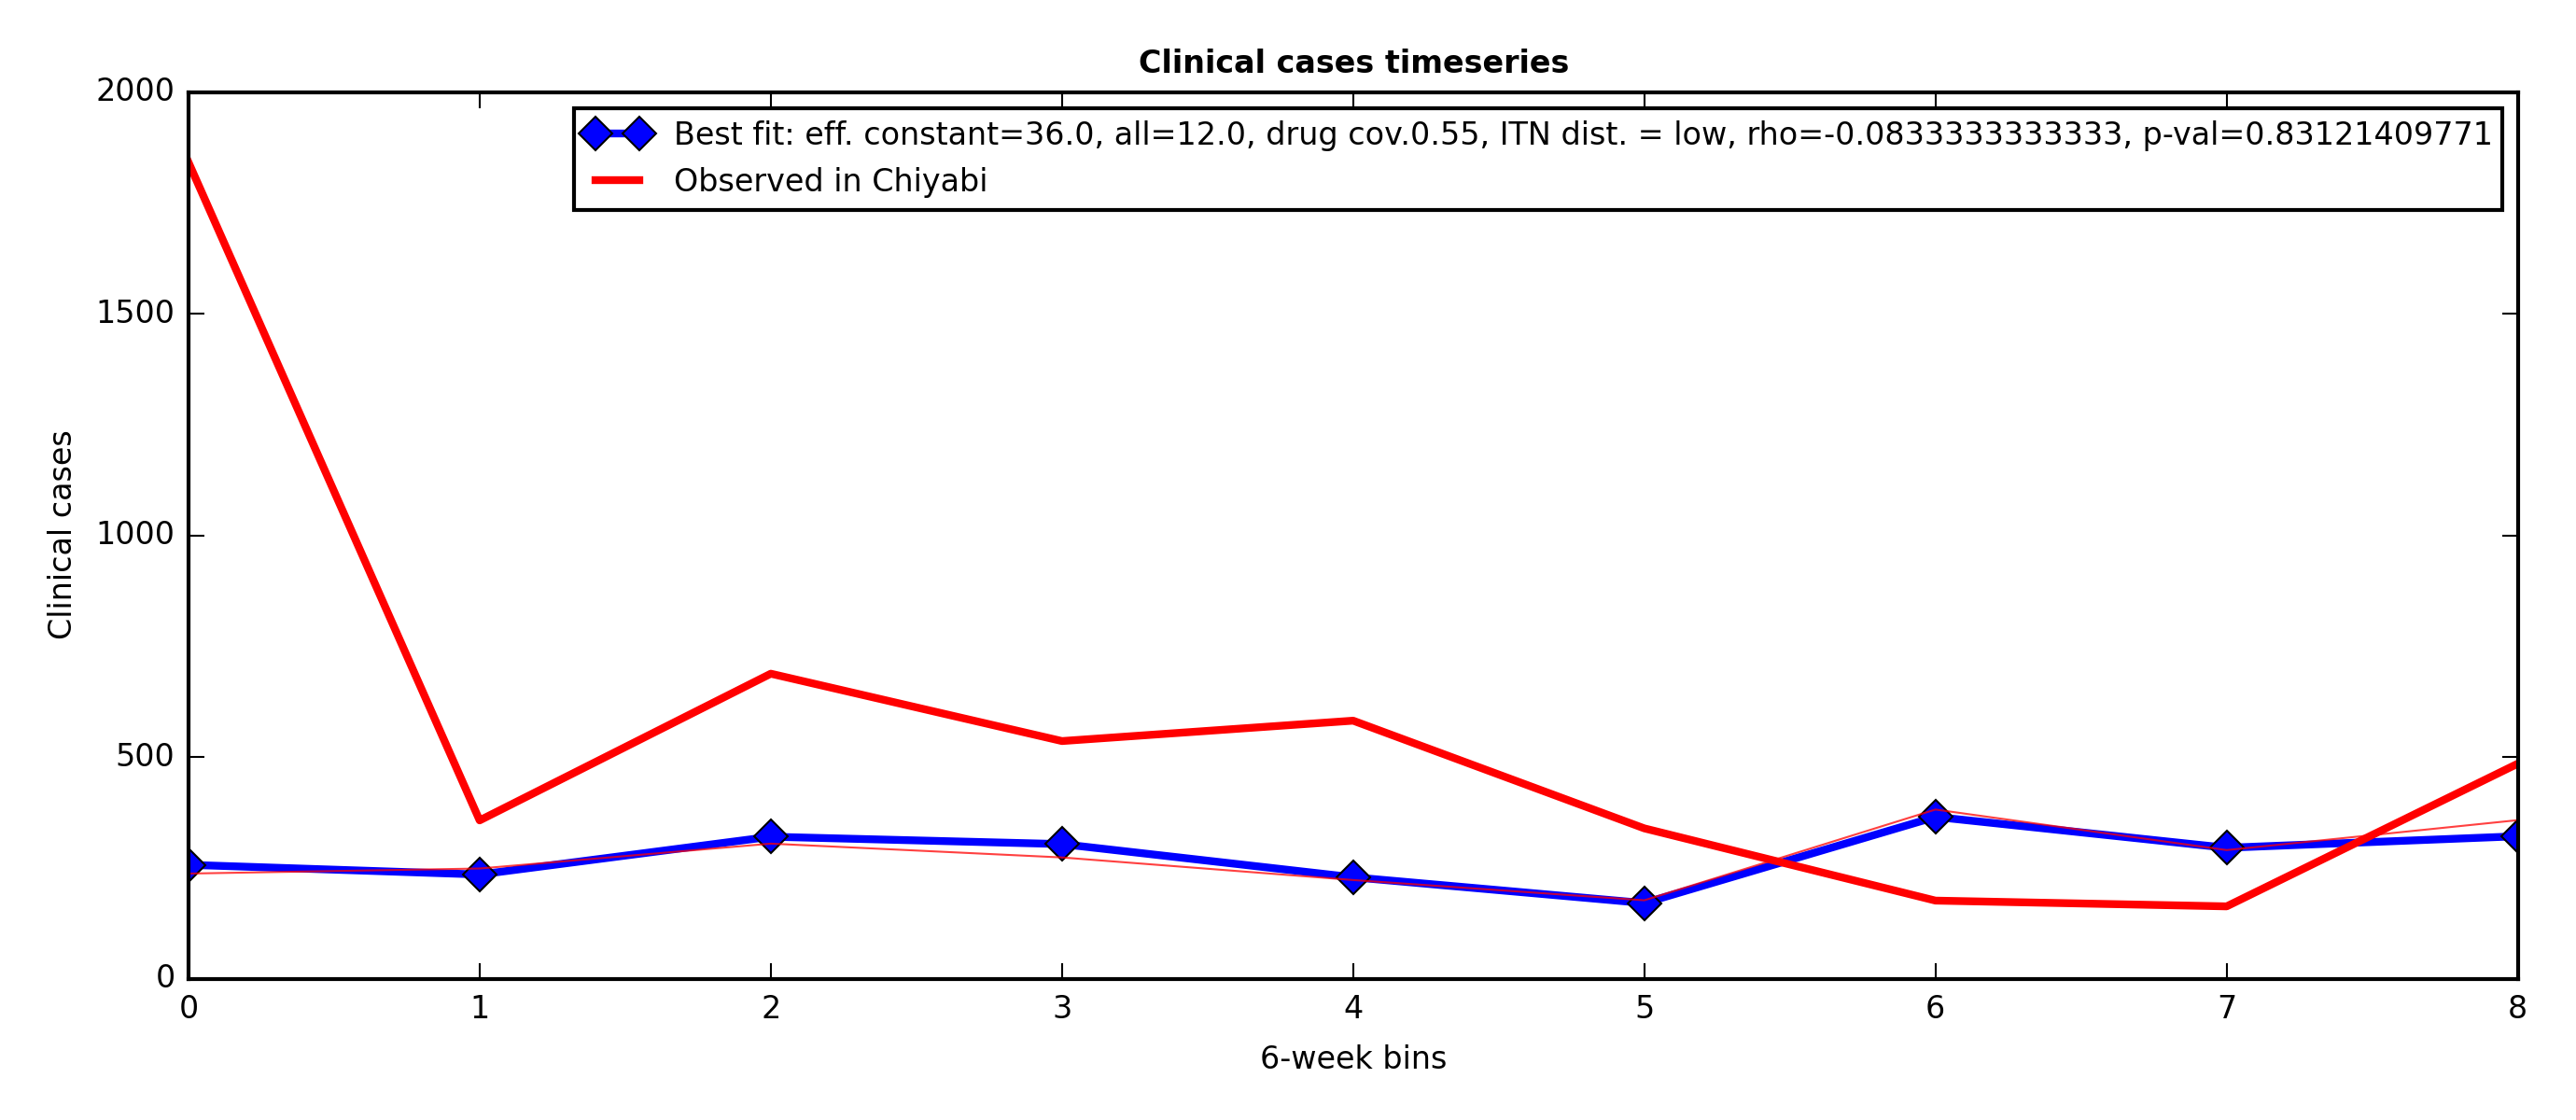 Clinical cases timeseries
2000
Best fit: eff. constant=36.0, all=12.0, drug cov.0.55, ITN dist. = low, rho=-0.0833333333333, p-val=0.83121409771
Observed in Chiyabi
1500
1000
500
0
Clinical cases
0 1 2 3 4 5 6 7 8
6-week bins